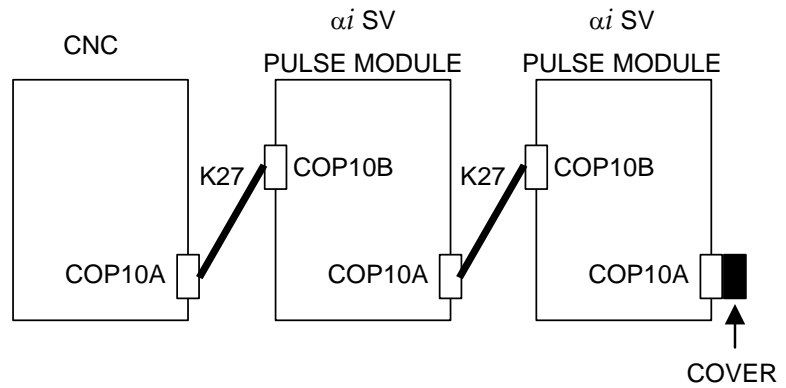 CNC
αi SV
PULSE MODULE
αi SV
PULSE MODULE
K27
COP10B
K27
COP10B
COP10A
COP10A
COP10A
COVER